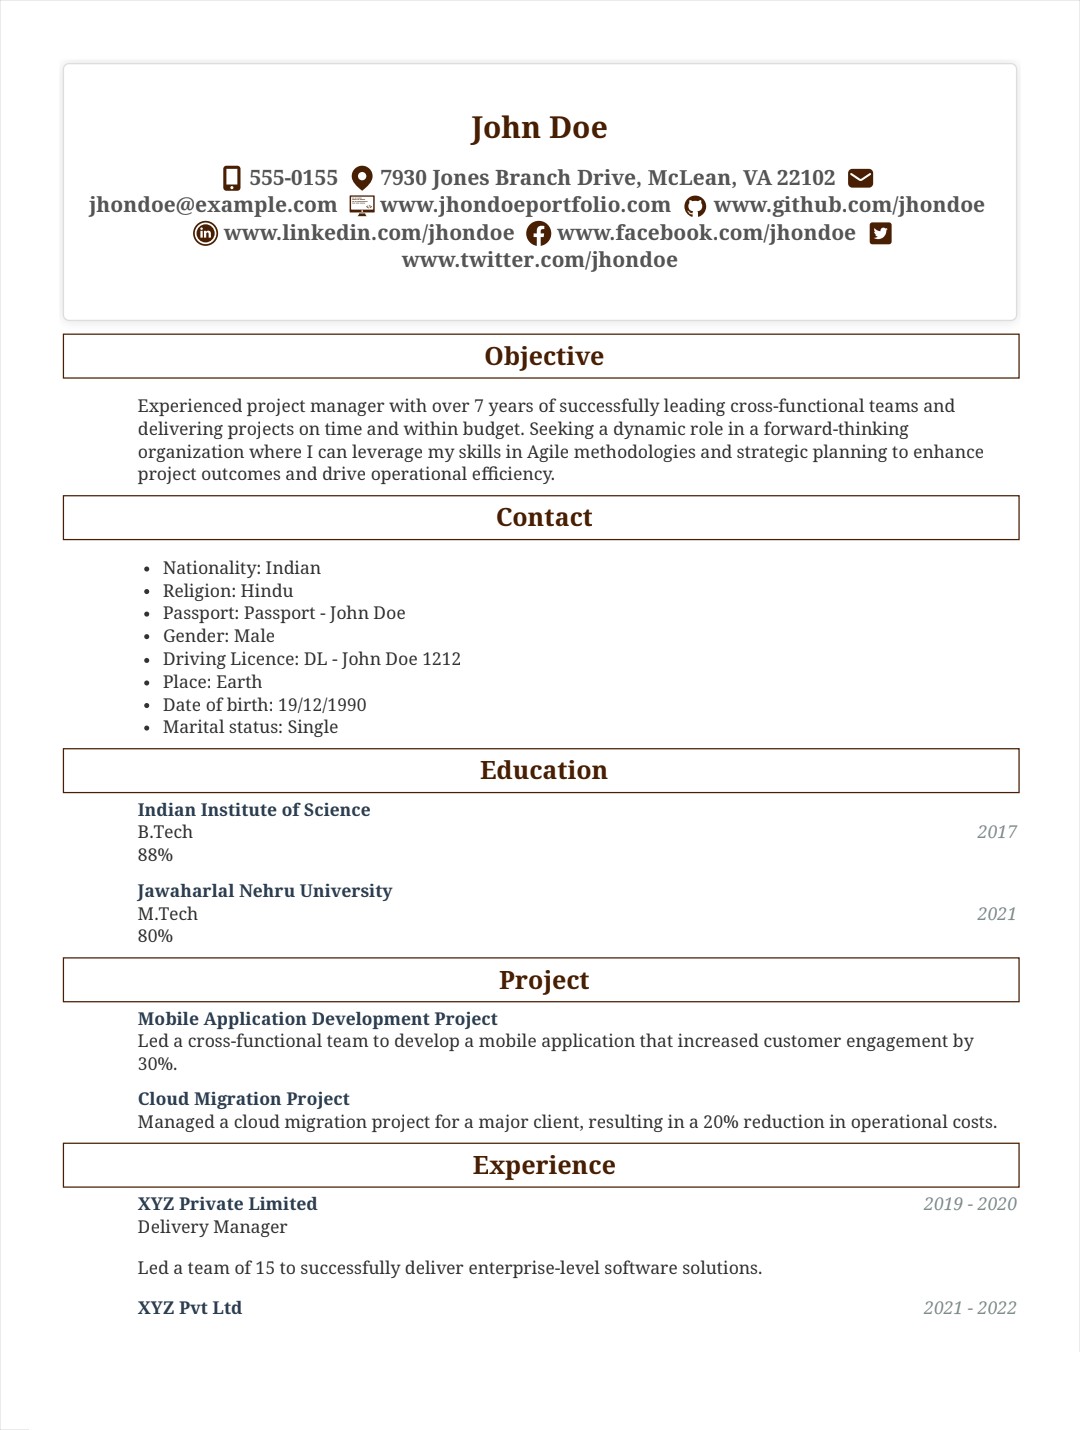 John Doe
555-0155 7930 Jones Branch Drive, McLean, VA 22102
jhondoe@example.com www.jhondoeportfolio.com www.github.com/jhondoe
www.linkedin.com/jhondoe www.facebook.com/jhondoe
www.twitter.com/jhondoe
Objective
Experienced project manager with over 7 years of successfully leading cross-functional teams and
delivering projects on time and within budget. Seeking a dynamic role in a forward-thinking
organization where I can leverage my skills in Agile methodologies and strategic planning to enhance
project outcomes and drive operational efficiency.
Contact
• Nationality: Indian
• Religion: Hindu
• Passport: Passport - John Doe
• Gender: Male
• Driving Licence: DL - John Doe 1212
• Place: Earth
• Date of birth: 19/12/1990
• Marital status: Single
Education
Indian Institute of Science
B.Tech 2017
88%
Jawaharlal Nehru University
M.Tech 2021
80%
Project
Mobile Application Development Project
Led a cross-functional team to develop a mobile application that increased customer engagement by
30%.
Cloud Migration Project
Managed a cloud migration project for a major client, resulting in a 20% reduction in operational costs.
Experience
XYZ Private Limited 2019 - 2020
Delivery Manager
Led a team of 15 to successfully deliver enterprise-level software solutions.
XYZ Pvt Ltd 2021 - 2022